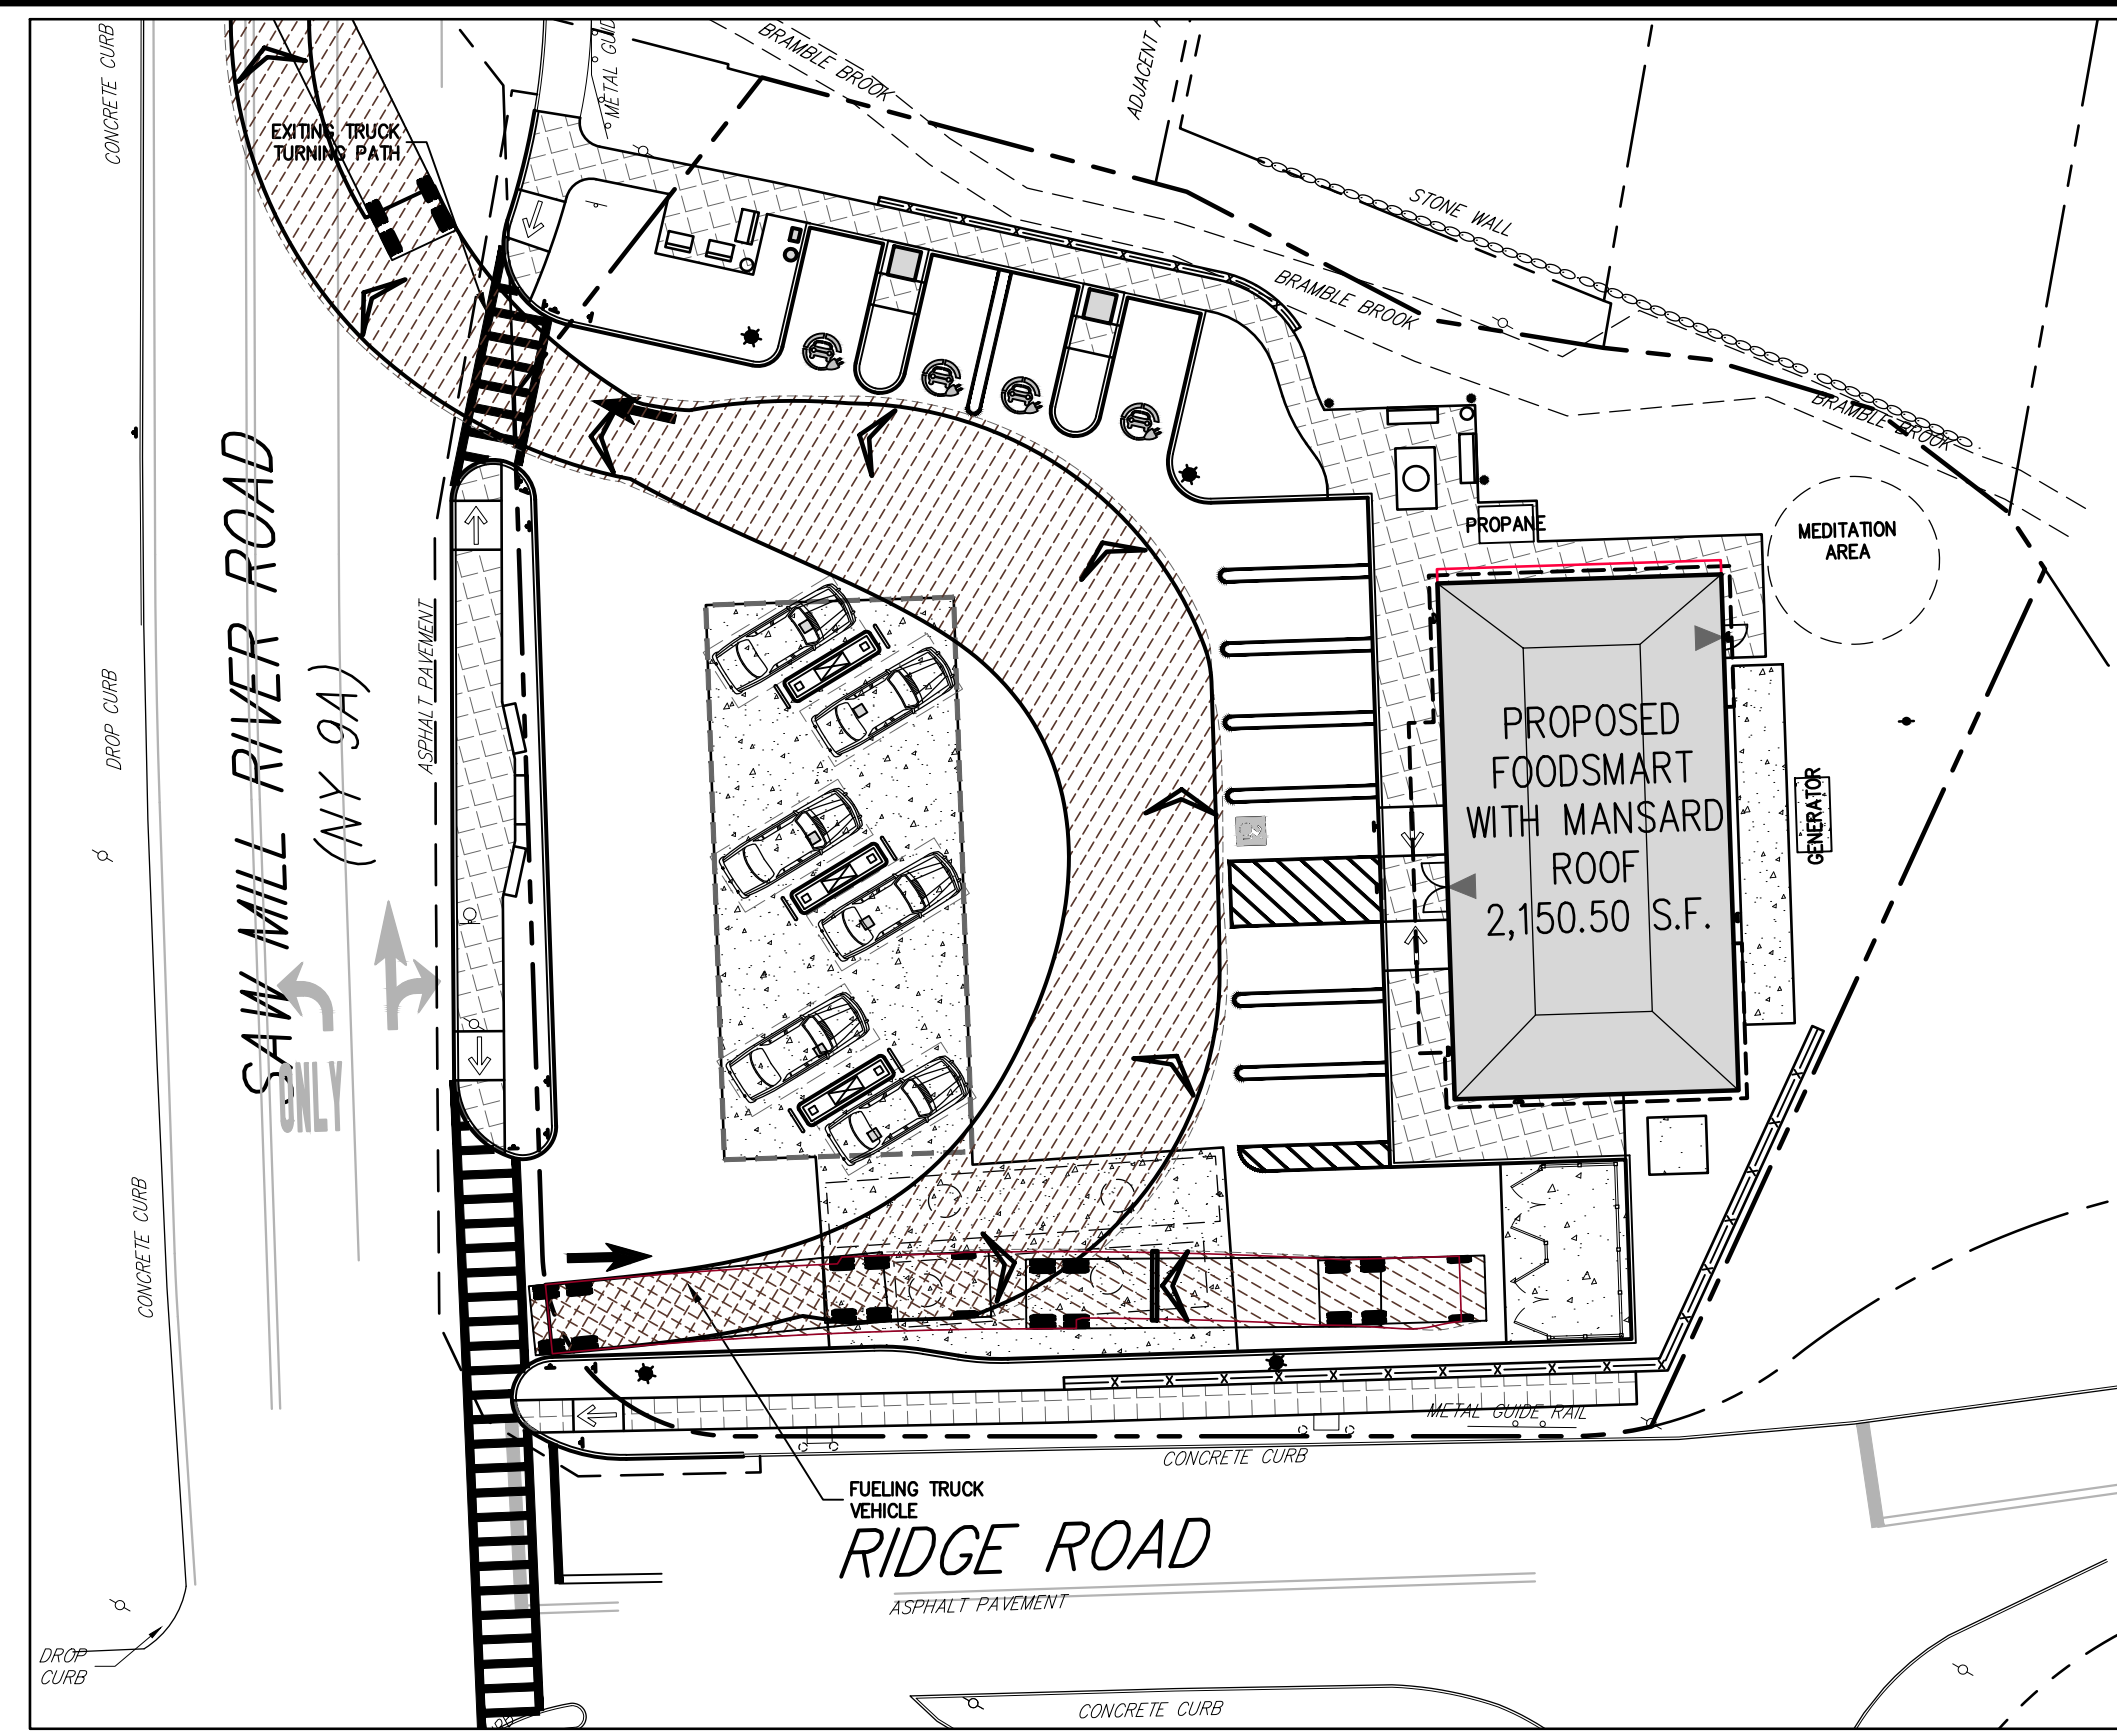 CONCRETE CURB
METAL GUID
BRAMBLE BROOK
ADJACENT
EXITING TRUCK
TURNING PATH
STONE WALL
BRAMBLE BROOK
BRAMBLE BROOK
SAW MILL RIVER ROAD
(NY 9A)
ASPHALT PAVEMENT
DROP CURB
PROPANE
MEDITATION
AREA
PROPOSED
FOODSMART
WITH MANSARD
ROOF
2,150.50 S.F.
GENERATOR
ONLY
CONCRETE CURB
METAL GUIDE RAIL
CONCRETE CURB
FUELING TRUCK
VEHICLE
RIDGE ROAD
ASPHALT PAVEMENT
DROP
CURB
CONCRETE CURB